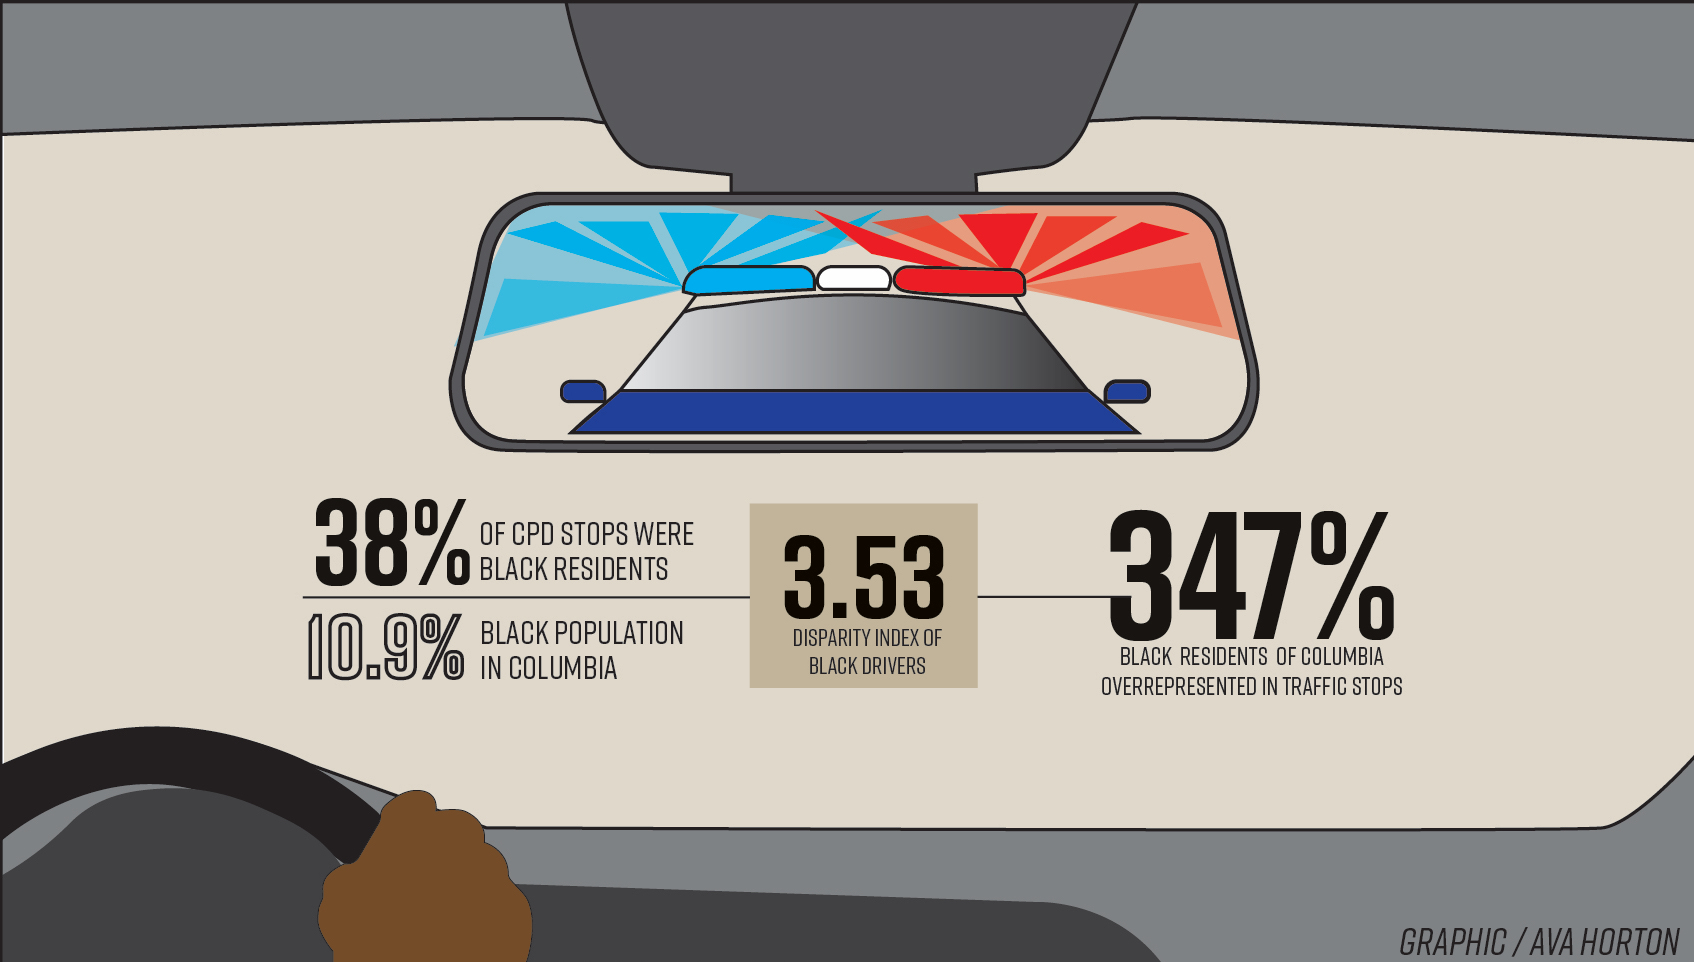 38% OF CPD STOPS WERE
BLACK RESIDENTS
10.9% BLACK POPULATION
IN COLUMBIA
3.53
DISPARITY INDEX OF
BLACK DRIVERS
347%
BLACK RESIDENTS OF COLUMBIA
OVERREPRESENTED IN TRAFFIC STOPS
GRAPHIC / AVA HORTON